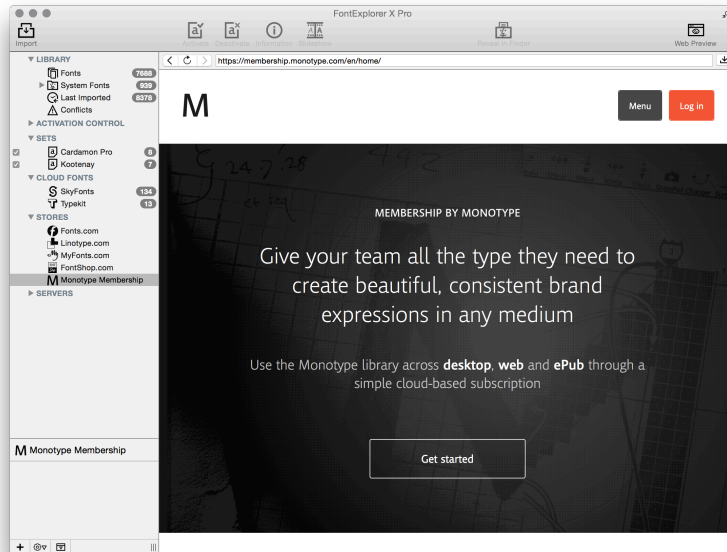 FontExplorer X Pro
Import
Activate Deactivate Information Slideshow
Reveal in Finder
Web Preview
https://membership.monotype.com/en/home/
LIBRARY
Fonts 7688
System Fonts 939
Last Imported 8378
Conflicts
ACTIVATION CONTROL
SETS
Cardamon Pro 8
Kootenay 7
CLOUD FONTS
SkyFonts 134
Typekit 13
STORES
Fonts.com
Linotype.com
MyFonts.com
FontShop.com
Monotype Membership
SERVERS
Monotype Membership
M
Menu
Log in
MEMBERSHIP BY MONOTYPE
Give your team all the type they need to
create beautiful, consistent brand
expressions in any medium
Use the Monotype library across desktop, web and ePub through a
simple cloud-based subscription
Get started